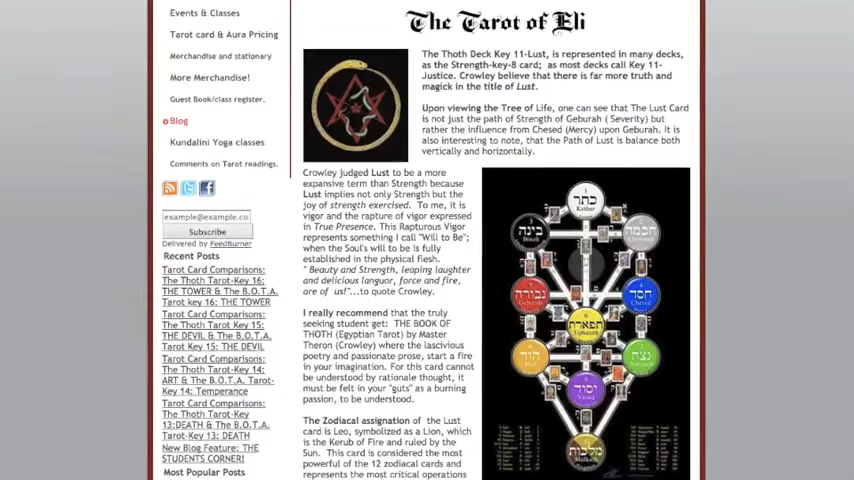 Events & Classes
Tarot card & Aura Pricing
Merchandise and stationary
More Merchandise!
Guest Book/class register.
Blog
Kundalini Yoga classes
Comments on Tarot readings.
example@example.co
Subscribe
Delivered by FeedBurner
Recent Posts
Tarot Card Comparisons:
The Thoth Tarot-Key 16:
THE TOWER & The B.O.T.A.
Tarot key 16: THE TOWER
Tarot Card Comparisons:
The Thoth Tarot Key 15:
THE DEVIL & The B.O.T.A.
Tarot Key 15: THE DEVIL
Tarot Card Comparisons:
The Thoth Tarot-Key 14:
ART & The B.O.T.A. Tarot-
Key 14: Temperance
Tarot Card Comparisons:
The Thoth Tarot-Key
13:DEATH & The B.O.T.A.
Tarot-Key 13: DEATH
New Blog Feature: THE
STUDENTS CORNER!
Most Popular Posts
The Tarot of Eli
The Thoth Deck Key 11-Lust, is represented in many decks,
as the Strength-key-8 card; as most decks call Key 11-
Justice. Crowley believe that there is far more truth and
magick in the title of Lust.
Upon viewing the Tree of Life, one can see that The Lust Card
is not just the path of Strength of Geburah ( Severity) but
rather the influence from Chesed (Mercy) upon Geburah. It is
also interesting to note, that the Path of Lust is balance both
vertically and horizontally.
Crowley judged Lust to be a more
expansive term than Strength because
Lust implies not only Strength but the
joy of strength exercised. To me, it is
vigor and the rapture of vigor expressed
in True Presence. This Rapturous Vigor
represents something I call "Will to Be";
when the Soul's will to be is fully
established in the physical flesh.
" Beauty and Strength, leaping laughter
and delicious languor, force and fire,
are of us!"...to quote Crowley.
I really recommend that the truly
seeking student get: THE BOOK OF
THOTH (Egyptian Tarot) by Master
Theron (Crowley) where the lascivious
poetry and passionate prose, start a fire
in your imagination. For this card cannot
be understood by rationale thought, it
must be felt in your "guts" as a burning
passion, to be understood.
The Zodiacal assignation of the Lust
card is Leo, symbolized as a Lion, which
is the Kerub of Fire and ruled by the
Sun. This card is considered the most
powerful of the 12 zodiacal cards and
represents the most critical operations
1
כתר
Kether
בינה
Binah
חכמה
גבורה
Geburah
חסד
Chesed
תפארת
Tiphareth
הוד
Hod
נצח
יסוד
Yesod
מלכות
Malkuth